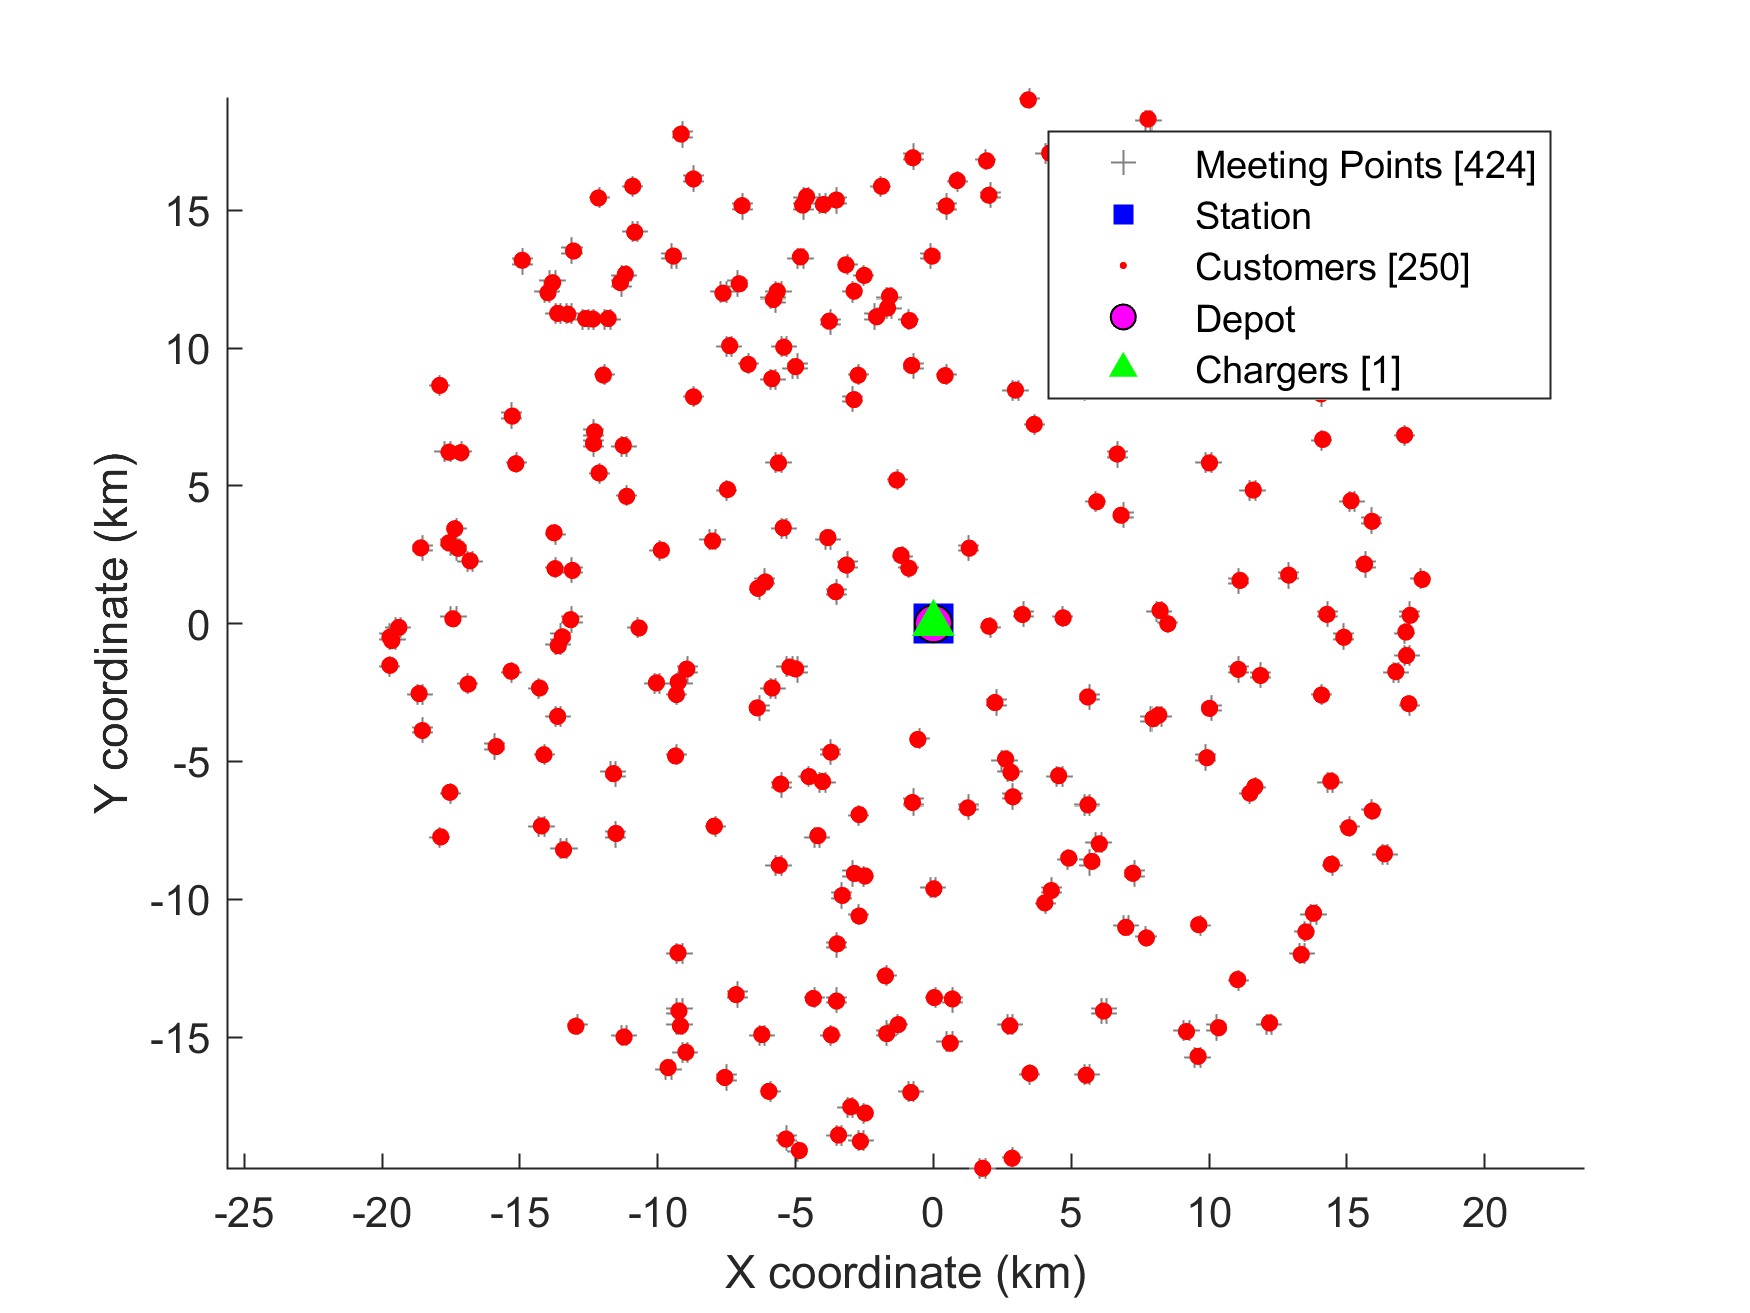 Meeting Points [424]
Station
Customers [250]
Depot
Chargers [1]
15
10
5
0
-5
-10
-15
Y coordinate (km)
-25 -20 -15 -10 -5 0 5 10 15 20
X coordinate (km)